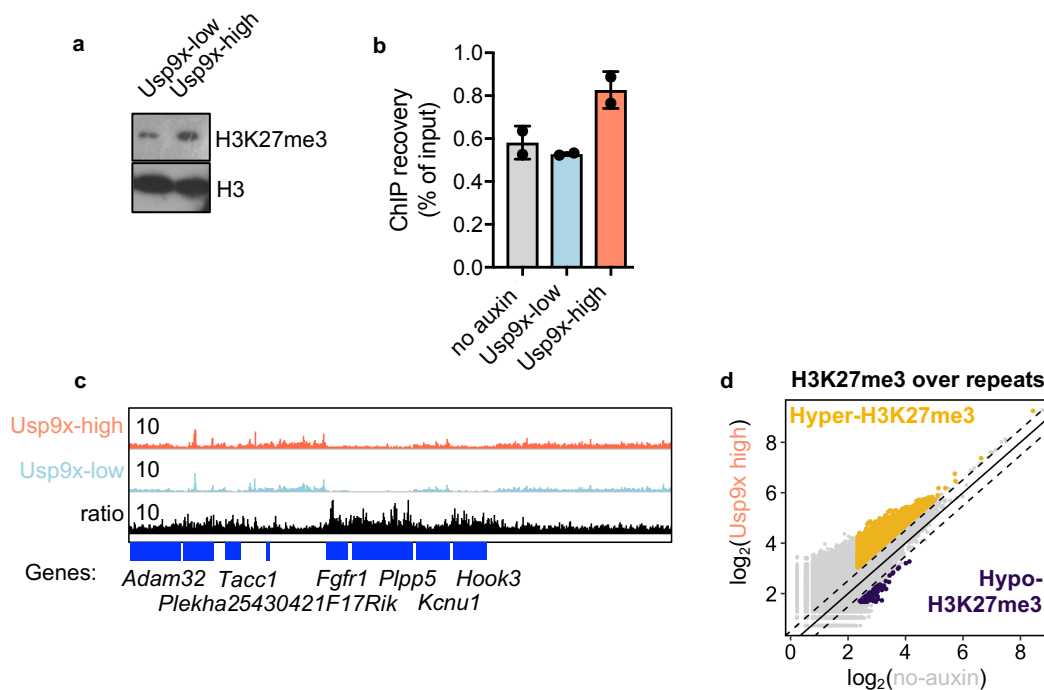 a
Usp9x-low
Usp9x-high
H3K27me3
H3
b
ChIP recovery
(% of input)
1.0
0.8
0.6
0.4
0.2
0.0
no auxin
Usp9x-low
Usp9x-high
c
Usp9x-high
10
Usp9x-low
10
ratio
10
Genes:
Adam32 Tacc1 Fgfr1 Plpp5 Hook3
Plekha25430421F17Rik Kcnu1
d
H3K27me3 over repeats
Hyper-H3K27me3
Hypo-
H3K27me3
log2(Usp9x high)
8
6
4
2
0 2 4 6 8
log2(no-auxin)